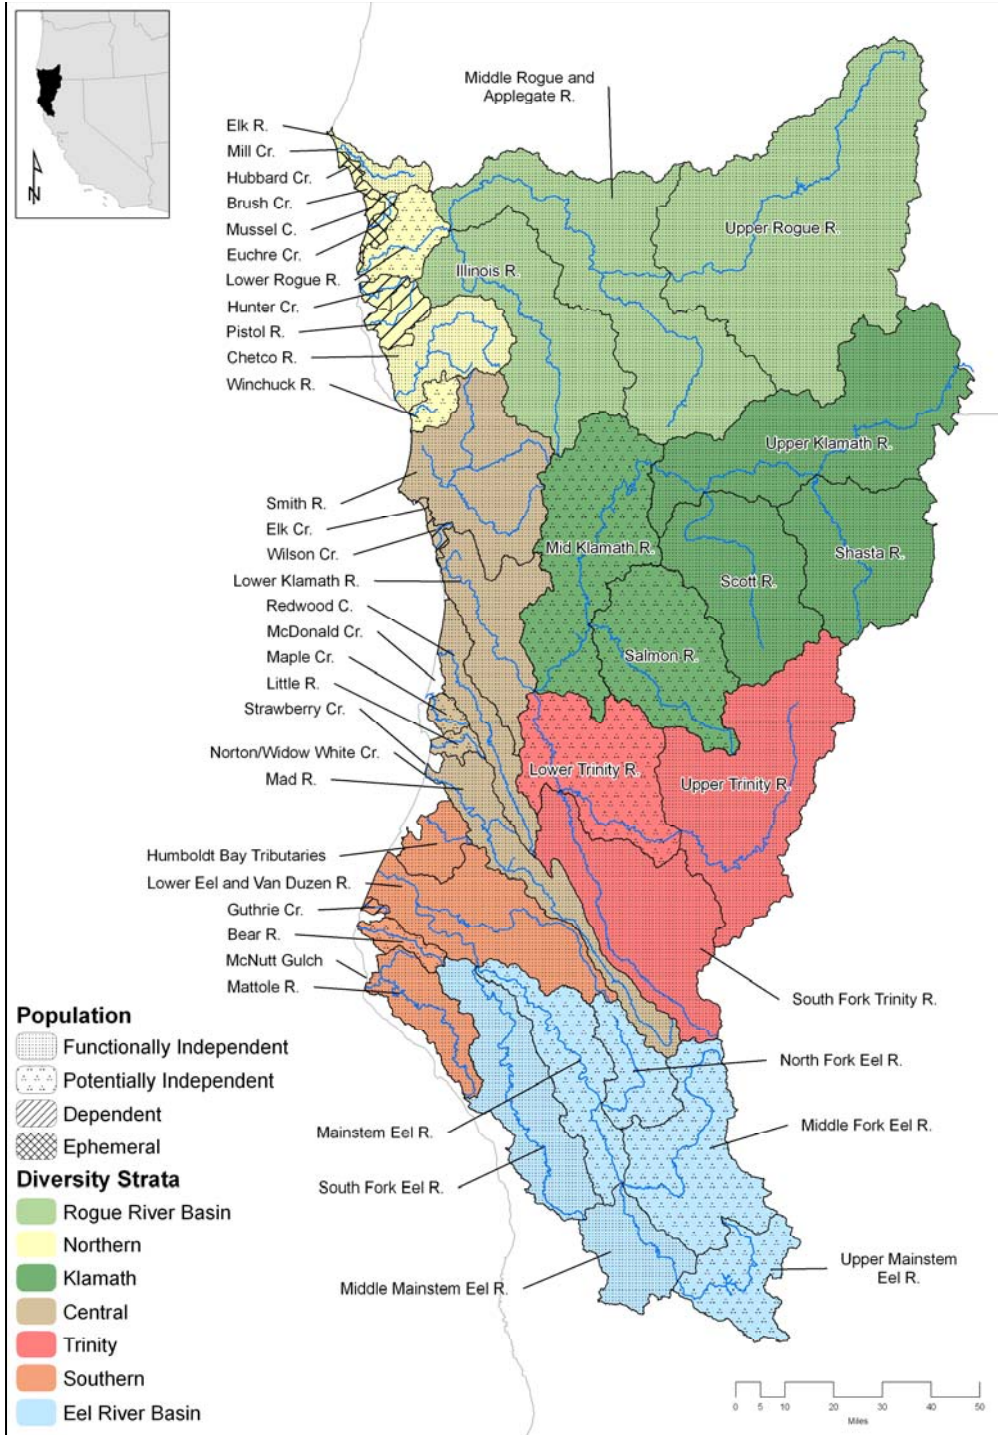 N
Middle Rogue and
Applegate R.
Elk R.
Mill Cr.
Hubbard Cr.
Brush Cr.
Mussel C.
Euchre Cr.
Lower Rogue R.
Hunter Cr.
Pistol R.
Chetco R.
Winchuck R.
Upper Rogue R.
Illinois R.
Upper Klamath R.
Smith R.
Elk Cr.
Wilson Cr.
Lower Klamath R.
Redwood C.
McDonald Cr.
Maple Cr.
Little R.
Strawberry Cr.
Norton/Widow White Cr.
Mad R.
Mid Klamath R.
Shasta R.
Scott R.
Salmon R.
Lower Trinity R.
Upper Trinity R.
Humboldt Bay Tributaries
Lower Eel and Van Duzen R.
Guthrie Cr.
Bear R.
McNutt Gulch
Mattole R.
South Fork Trinity R.
North Fork Eel R.
Middle Fork Eel R.
Mainstem Eel R.
South Fork Eel R.
Middle Mainstem Eel R.
Upper Mainstem
Eel R.
Population
Functionally Independent
Potentially Independent
Dependent
Ephemeral
Diversity Strata
Rogue River Basin
Northern
Klamath
Central
Trinity
Southern
Eel River Basin
0 5 10 20 30 40 50
Miles